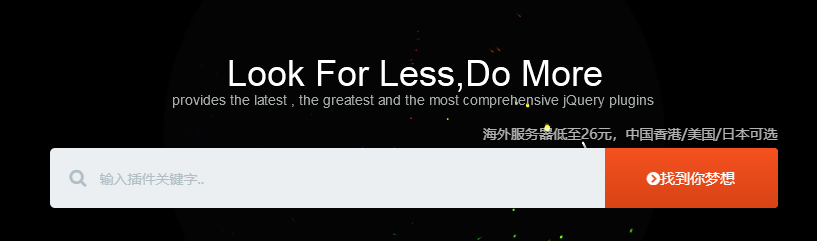 Look For Less,Do More
provides the latest , the greatest and the most comprehensive jQuery plugins
海外服务器低至26元，中国香港/美国/日本可选
输入插件关键字..
找到你梦想